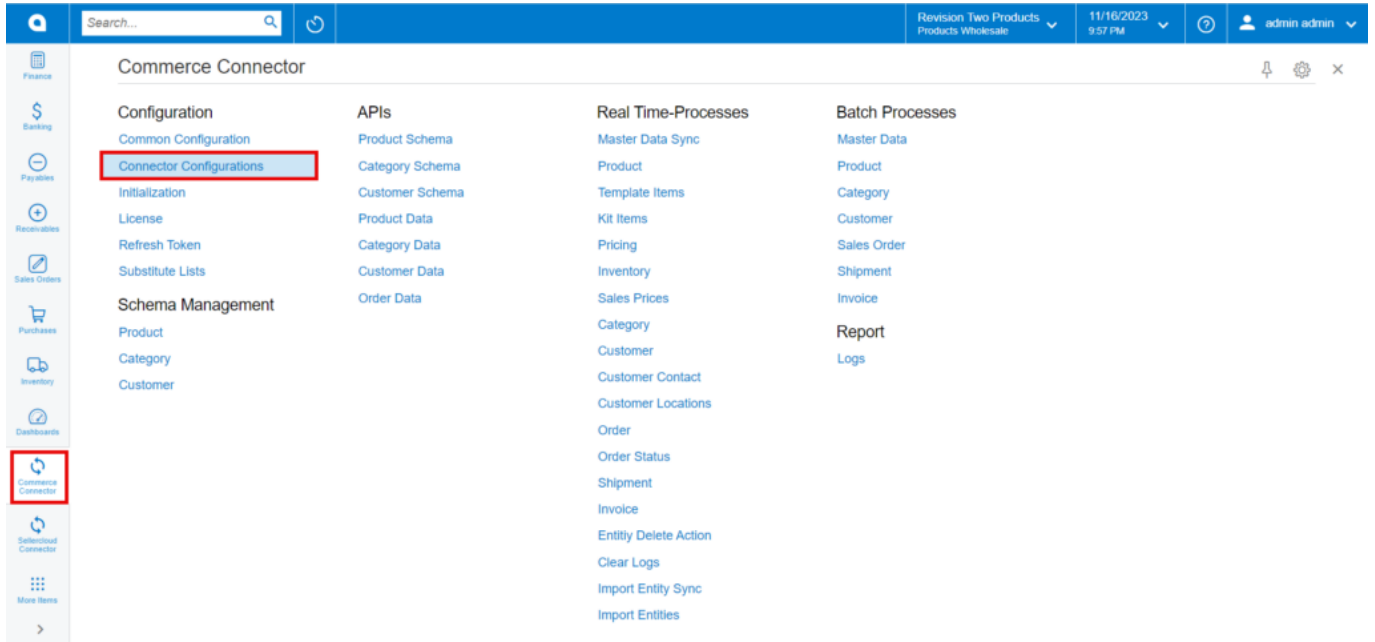 Search...
Revision Two Products
Products Wholesale
11/16/2023
9:57 PM
admin admin
Finance
Banking
Payables
Receivables
Sales Orders
Purchases
Inventory
Dashboards
Commerce
Connector
Sellercloud
Connector
More Items
Commerce Connector
Configuration
Common Configuration
Connector Configurations
Initialization
License
Refresh Token
Substitute Lists
Schema Management
Product
Category
Customer
APIs
Product Schema
Category Schema
Customer Schema
Product Data
Category Data
Customer Data
Order Data
Real Time-Processes
Master Data Sync
Product
Template Items
Kit Items
Pricing
Inventory
Sales Prices
Category
Customer
Customer Contact
Customer Locations
Order
Order Status
Shipment
Invoice
Entitiy Delete Action
Clear Logs
Import Entity Sync
Import Entities
Batch Processes
Master Data
Product
Category
Customer
Sales Order
Shipment
Invoice
Report
Logs